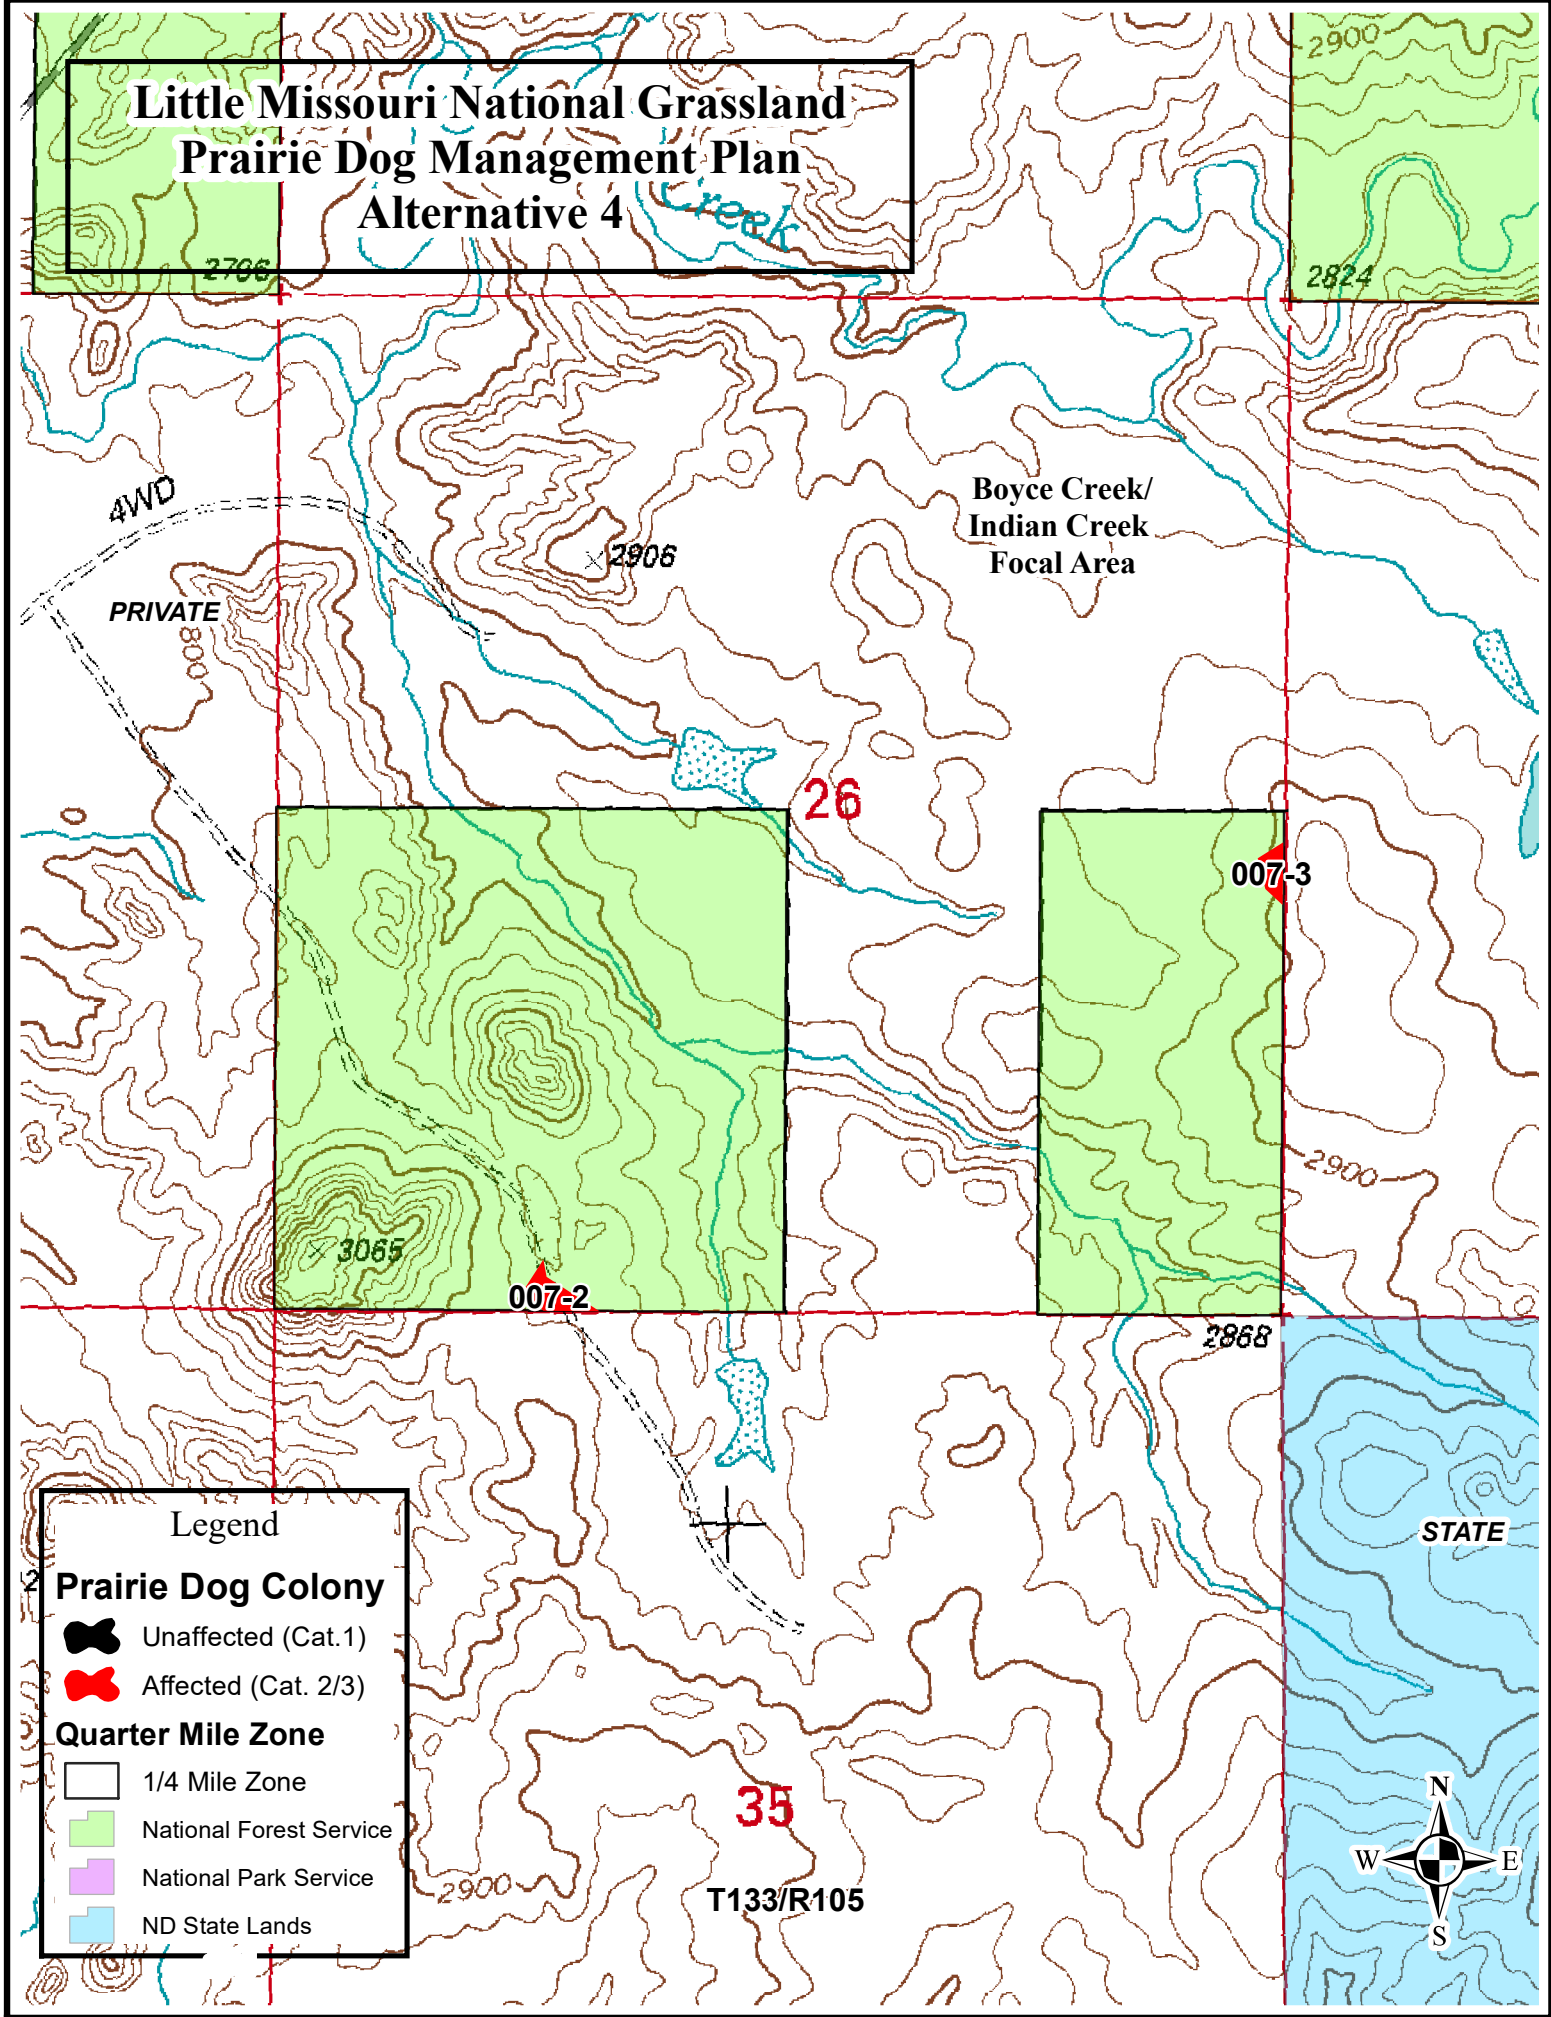 2900
Little Missouri National Grassland
Prairie Dog Management Plan
Alternative 4
Creek
2706
2824
Boyce Creek/
Indian Creek
Focal Area
4WD
2906
PRIVATE
800
26
007-3
2900
3065
007-2
2868
STATE
Legend
Prairie Dog Colony
Unaffected (Cat.1)
Affected (Cat. 2/3)
Quarter Mile Zone
1/4 Mile Zone
National Forest Service
National Park Service
ND State Lands
2
35
2900
T133/R105
N
W
E
S